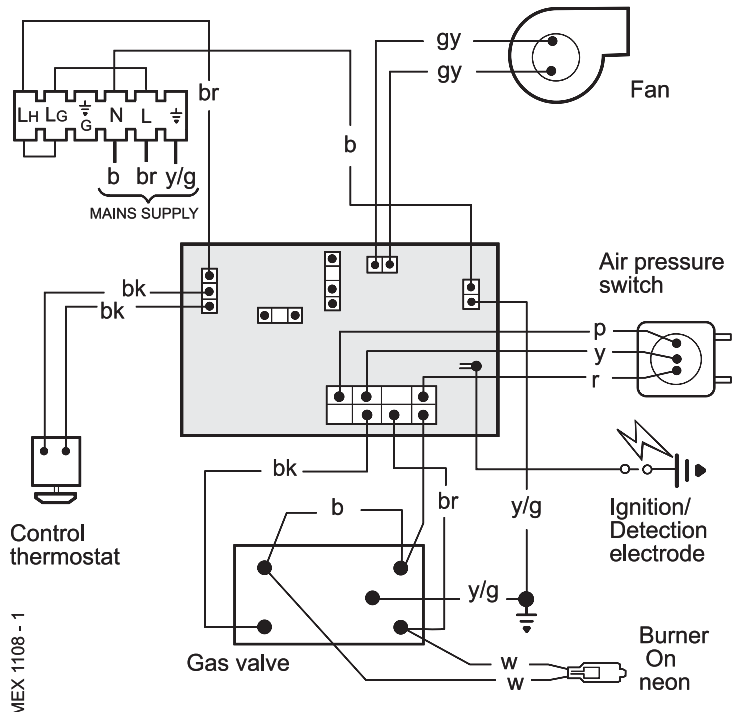 gy
gy
Fan
br
LH LG G N L
b
b br y/g
MAINS SUPPLY
bk
bk
Air pressure
switch
p
y
r
bk
b
br
y/g
Ignition/
Detection
electrode
Control
thermostat
y/g
Gas valve
w
w
Burner
On
neon
MEX 1108 - 1